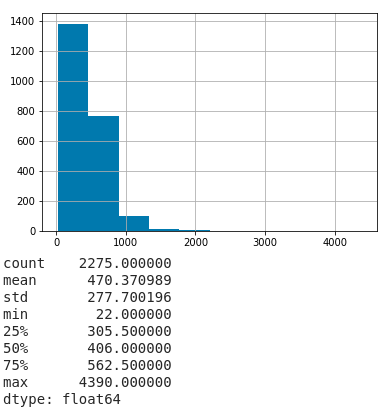 1400
1200
1000
800
600
400
200
0
0 1000 2000 3000 4000
count 2275.000000
mean 470.370989
std 277.700196
min 22.000000
25% 305.500000
50% 406.000000
75% 562.500000
max 4390.000000
dtype: float64